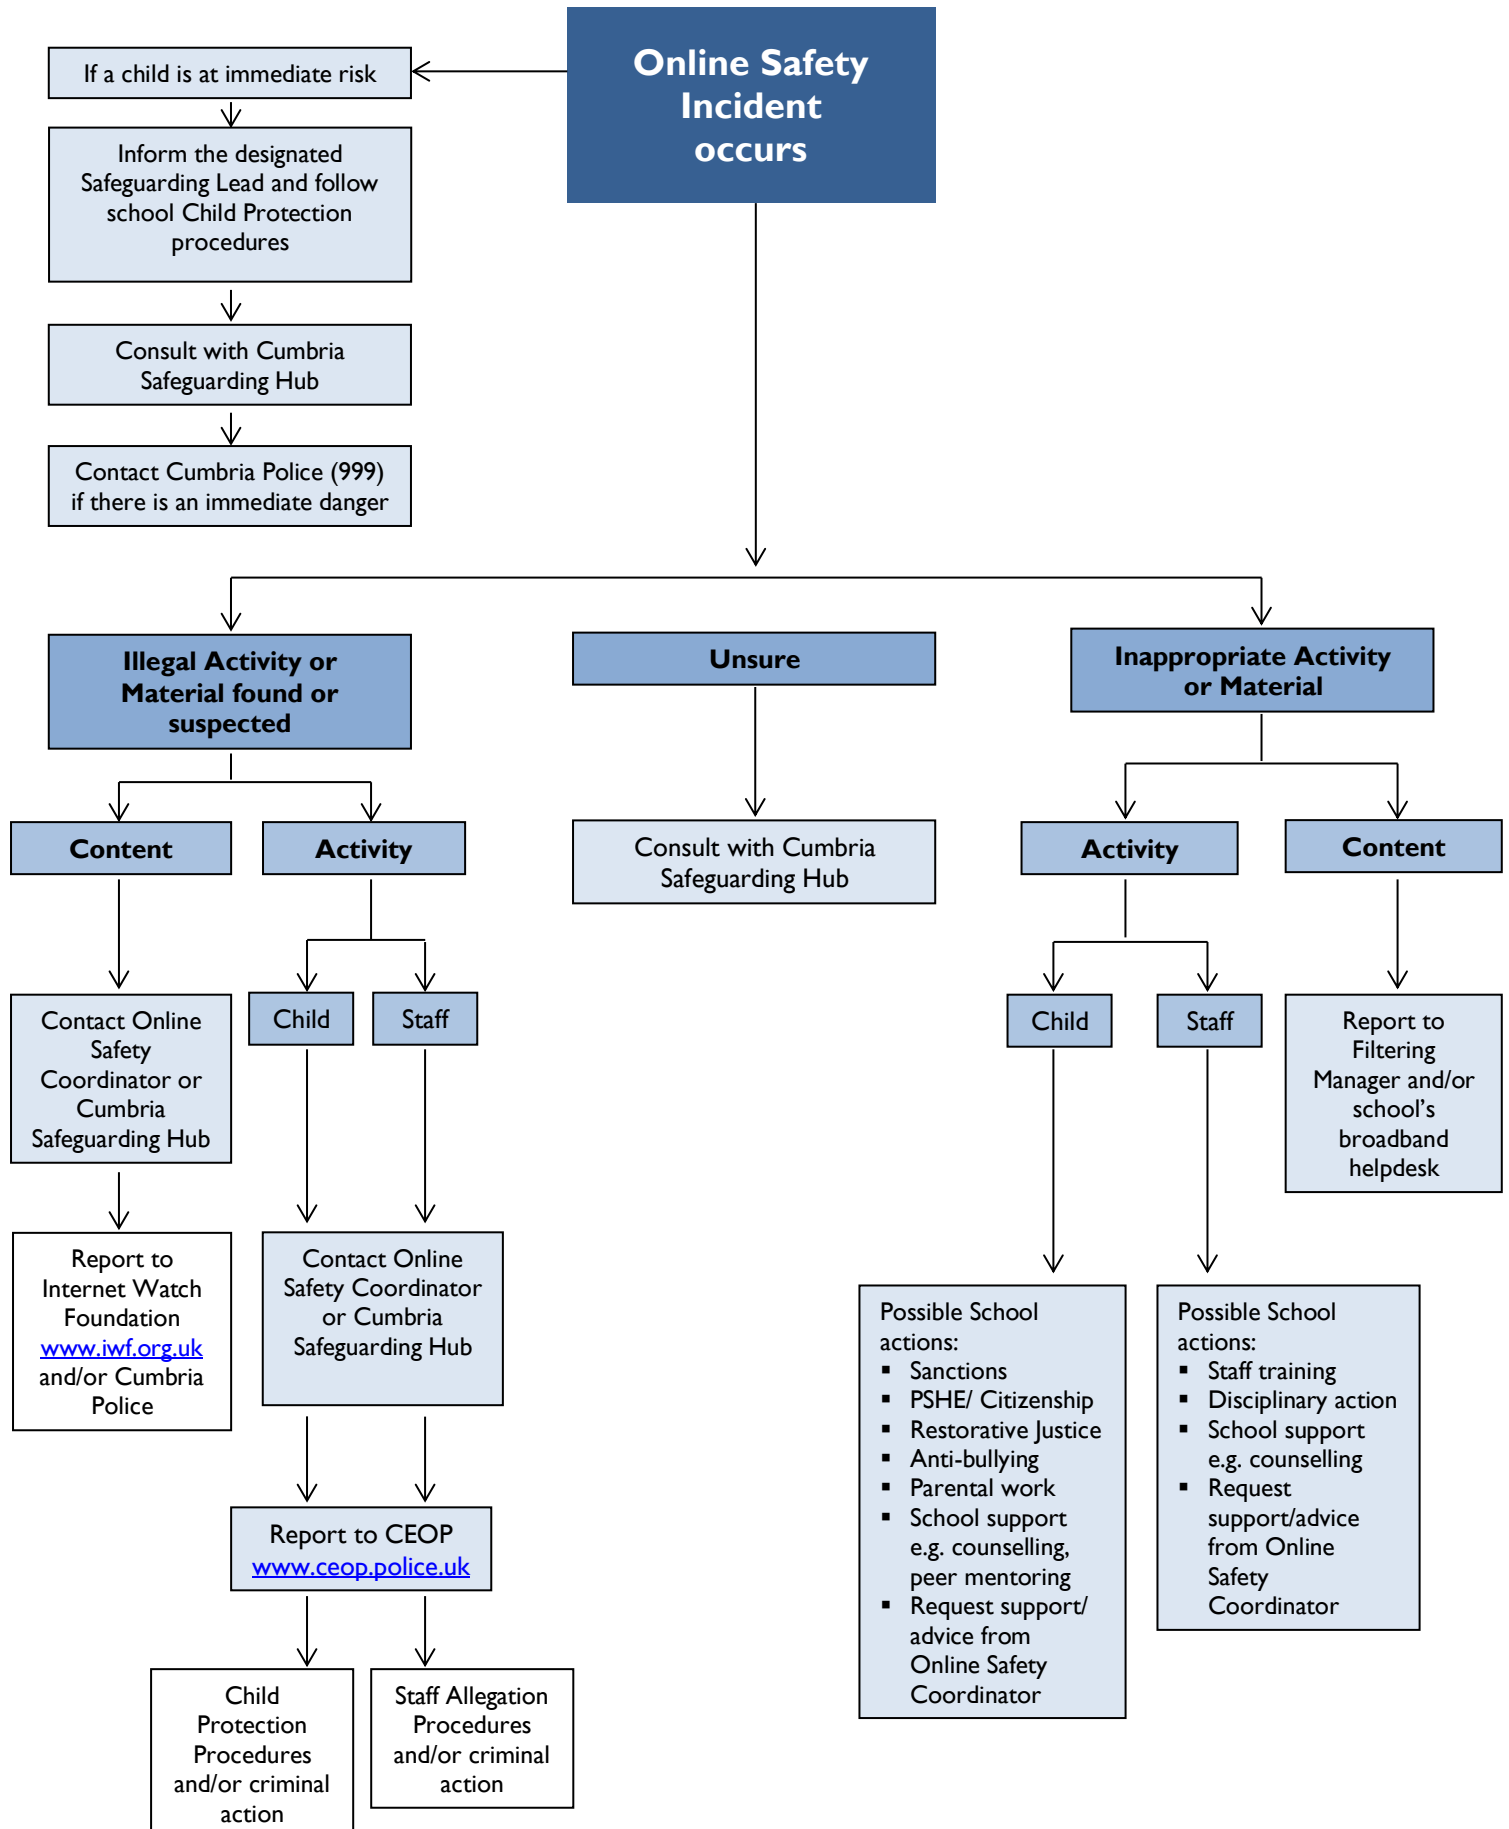 Online Safety
Incident
occurs
If a child is at immediate risk
Inform the designated
Safeguarding Lead and follow
school Child Protection
procedures
Consult with Cumbria
Safeguarding Hub
Contact Cumbria Police (999)
if there is an immediate danger
Illegal Activity or
Material found or
suspected
Unsure
Inappropriate Activity
or Material
Content
Activity
Consult with Cumbria
Safeguarding Hub
Activity
Content
Contact Online
Safety
Coordinator or
Cumbria
Safeguarding Hub
Child
Staff
Child
Staff
Report to
Filtering
Manager and/or
school’s
broadband
helpdesk
Report to
Internet Watch
Foundation
www.iwf.org.uk
and/or Cumbria
Police
Contact Online
Safety Coordinator
or Cumbria
Safeguarding Hub
Report to CEOP
www.ceop.police.uk
Child
Protection
Procedures
and/or criminal
action
Staff Allegation
Procedures
and/or criminal
action
Possible School
actions:
▪ Sanctions
▪ PSHE/ Citizenship
▪ Restorative Justice
▪ Anti-bullying
▪ Parental work
▪ School support
e.g. counselling,
peer mentoring
▪ Request support/
advice from
Online Safety
Coordinator
Possible School
actions:
▪ Staff training
▪ Disciplinary action
▪ School support
e.g. counselling
▪ Request
support/advice
from Online
Safety
Coordinator